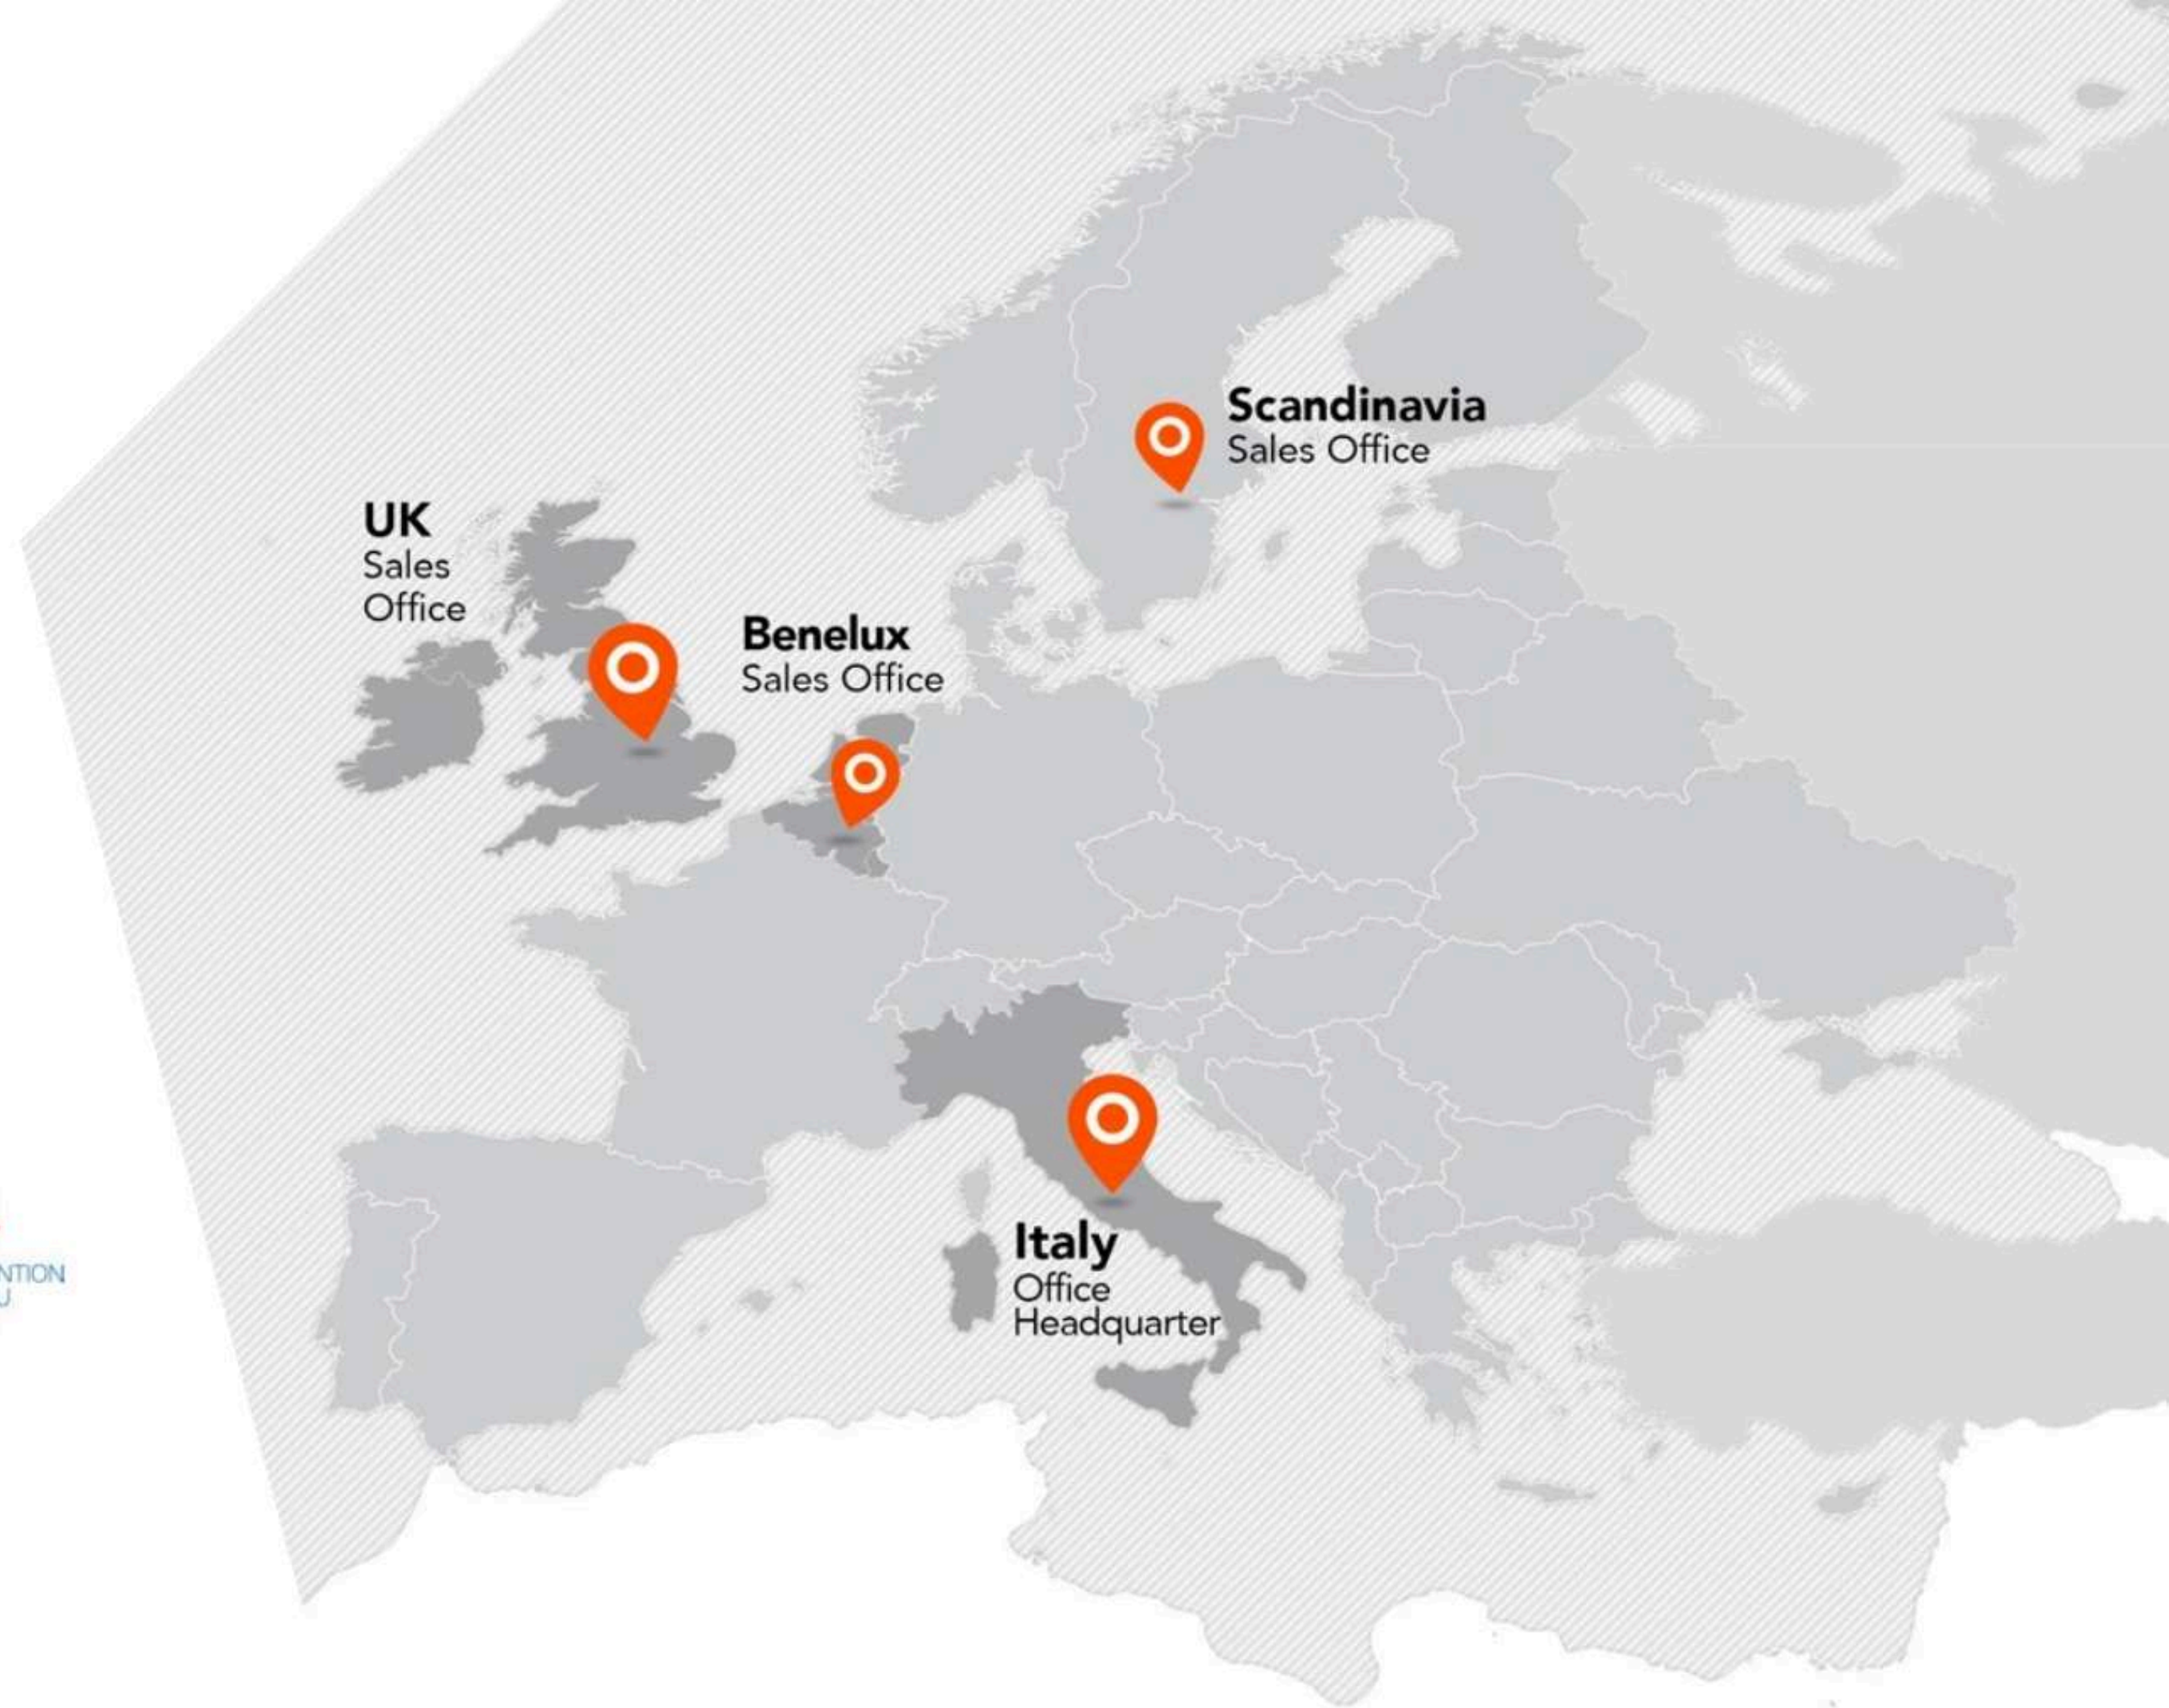 Scandinavia
Sales Office
UK
Sales
Office
Benelux
Sales Office
Italy
Office
Headquarter